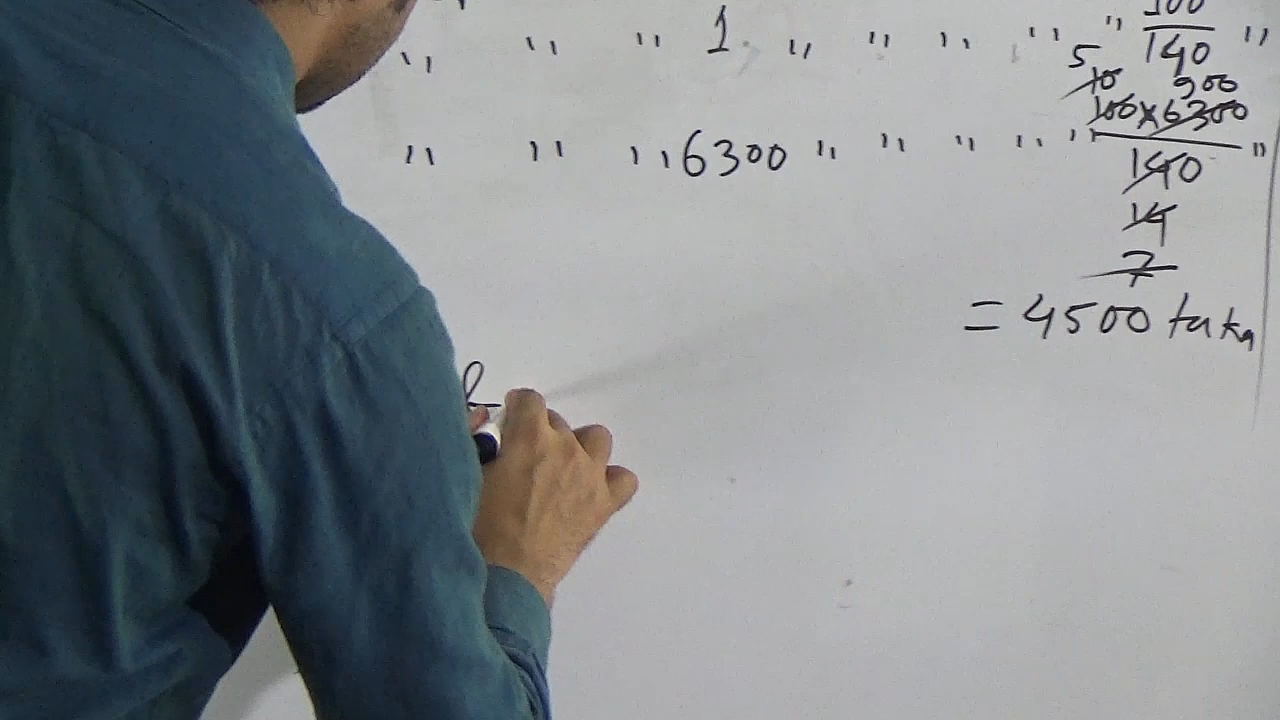 " " " 1 " " " " " 100/140 "
5
10 900
" " " 6300 " " " " " 100×6300/140 "
14
7
= 4500 taka